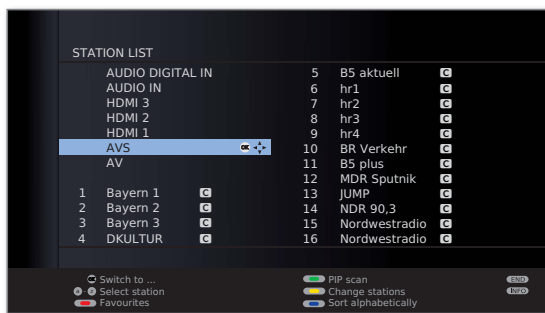 STATION LIST
AUDIO DIGITAL IN
AUDIO IN
HDMI 3
HDMI 2
HDMI 1
AVS OK
AV
1 Bayern 1 C
2 Bayern 2 C
3 Bayern 3 C
4 DKULTUR C
5 B5 aktuell C
6 hr1 C
7 hr2 C
8 hr3 C
9 hr4 C
10 BR Verkehr C
11 B5 plus C
12 MDR Sputnik C
13 JUMP C
14 NDR 90,3 C
15 Nordwestradio C
16 Nordwestradio C
OK Switch to ...
Select station
Favourites
PIP scan
Change stations
Sort alphabetically
END
INFO